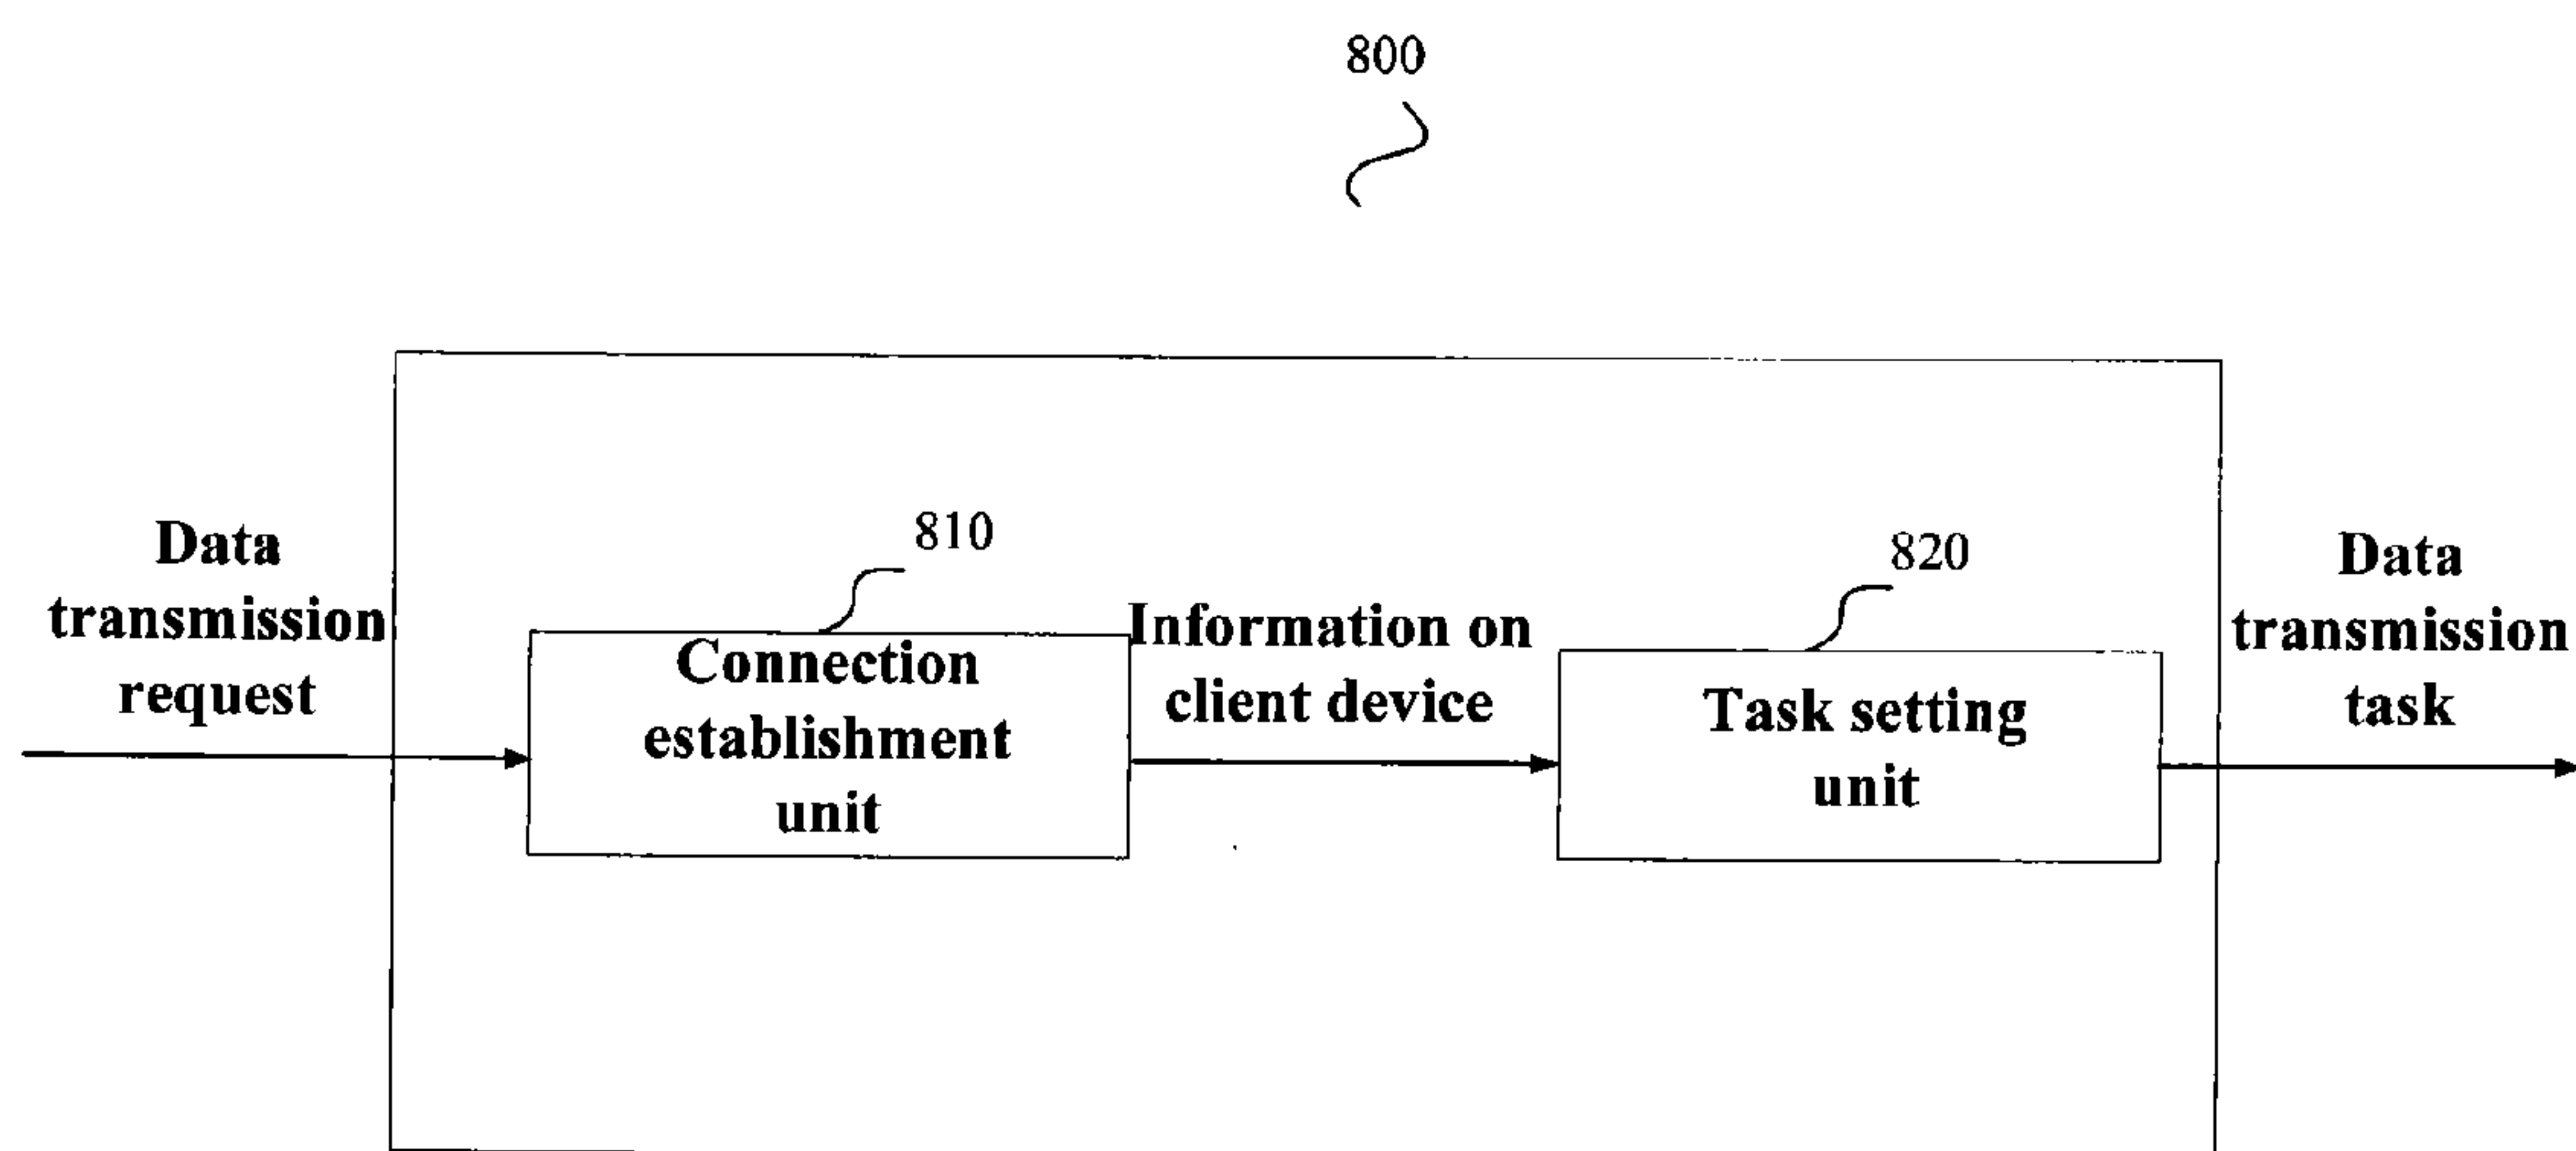 800
Data
transmission
request
810
Connection
establishment
unit
Information on
client device
820
Task setting
unit
Data
transmission
task